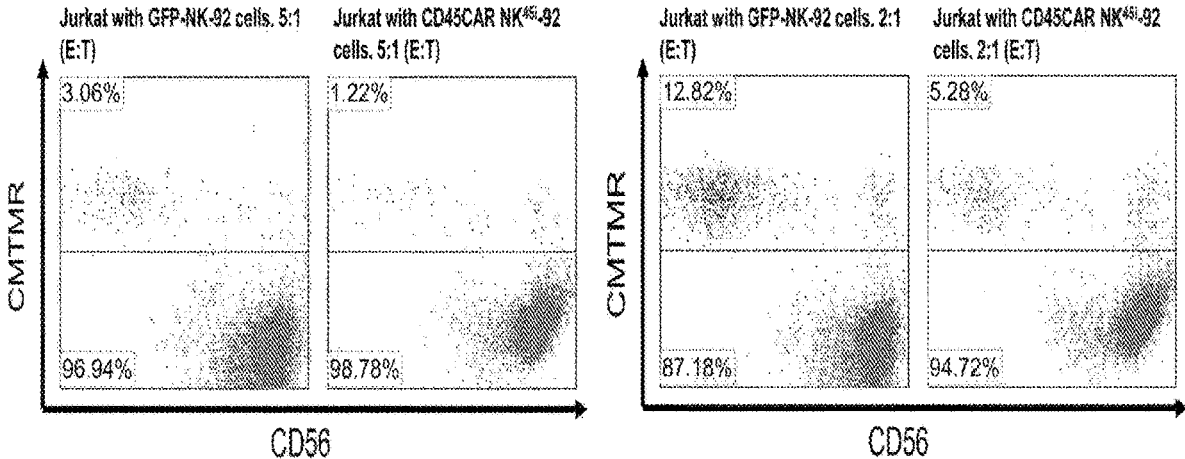 Jurkat with GFP-NK-92 cells. 5:1
(E:T)
Jurkat with CD45CAR NK⁴⁵ⁱ-92
cells. 5:1 (E:T)
Jurkat with GFP-NK-92 cells. 2:1
(E:T)
Jurkat with CD45CAR NK⁴⁵ⁱ-92
cells. 2:1 (E:T)
3.06%
1.22%
12.82%
5.28%
CMTMR
CMTMR
96.94%
98.78%
87.18%
94.72%
CD56
CD56